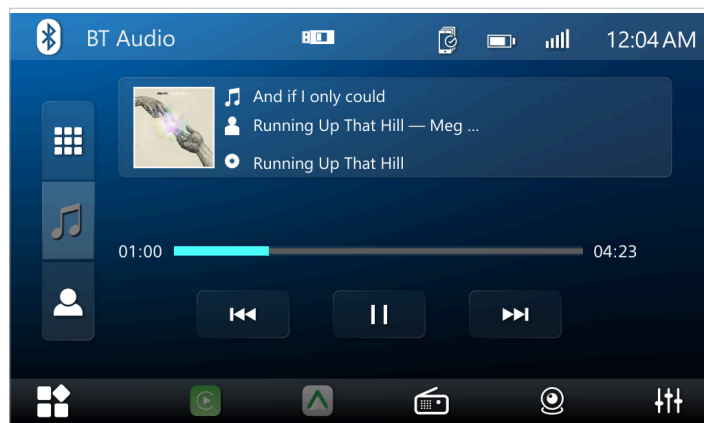 BT Audio
12:04 AM
And if I only could
Running Up That Hill — Meg ...
Running Up That Hill
01:00
04:23